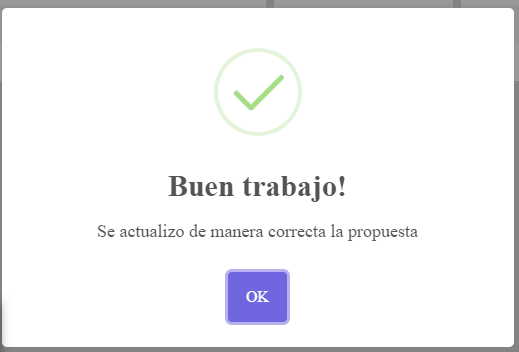 Buen trabajo!
Se actualizo de manera correcta la propuesta
OK